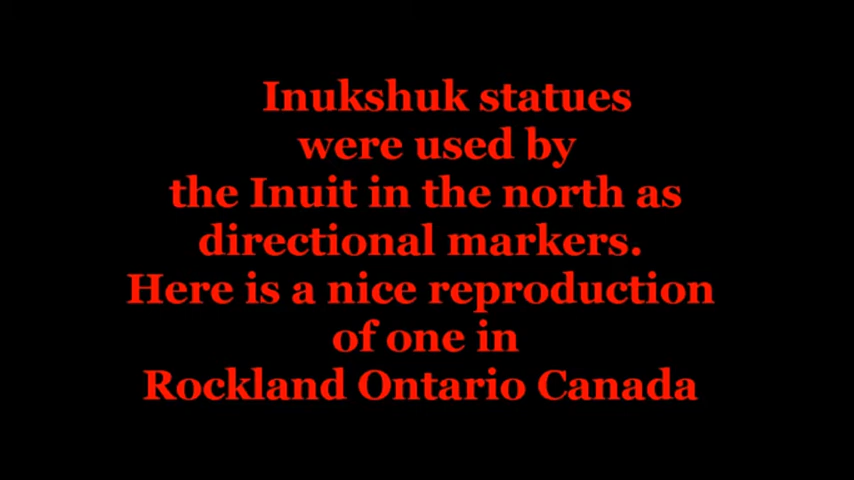 Inukshuk statues
were used by
the Inuit in the north as
directional markers.
Here is a nice reproduction
of one in
Rockland Ontario Canada